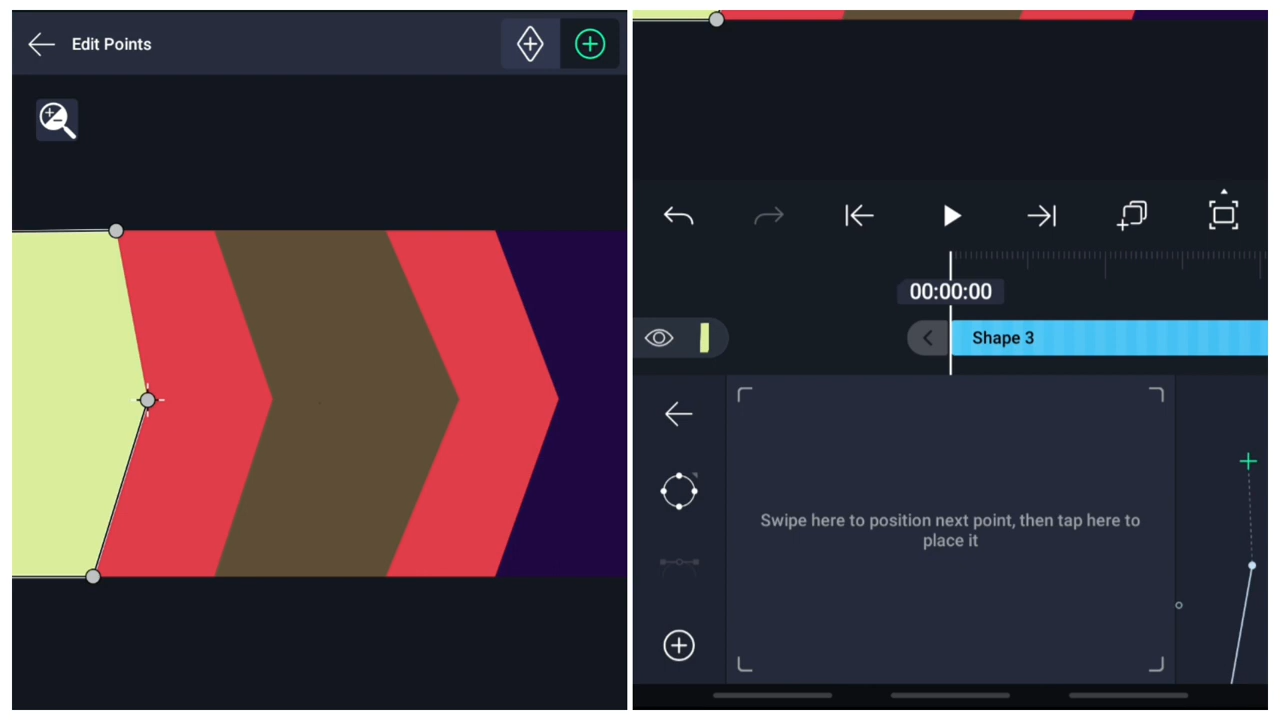 Edit Points
00:00:00
Shape 3
Swipe here to position next point, then tap here to
place it